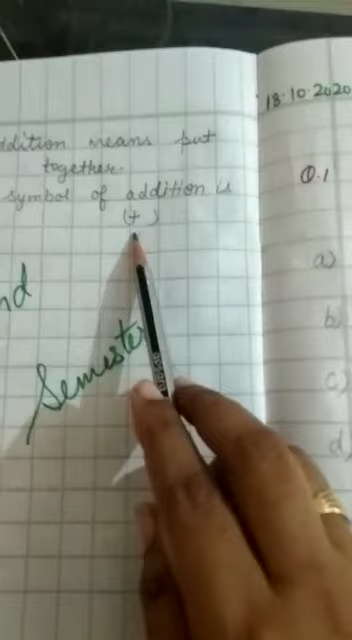 ddition means put
together.
symbol of addition is
(+)
nd
Semester
18.10.2020
Q.1
a)
b)
c)
d)